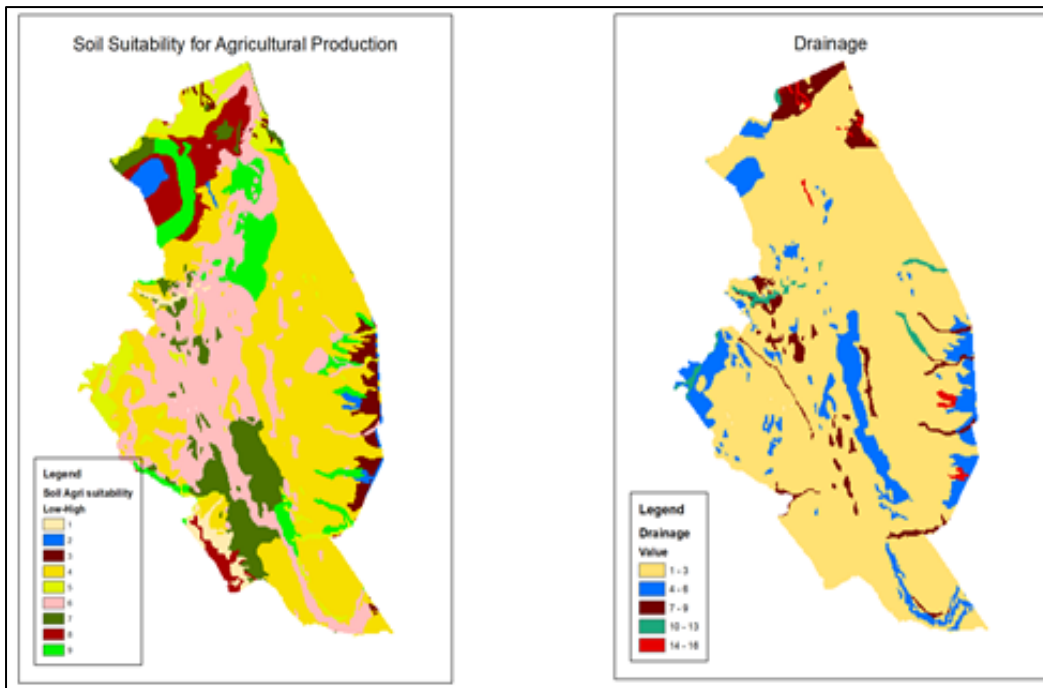 Soil Suitability for Agricultural Production
Legend
Soil Agri suitability
Low-High
1
2
3
4
5
6
7
8
9
Drainage
Legend
Drainage
Value
1 - 3
4 - 6
7 - 9
10 - 13
14 - 16